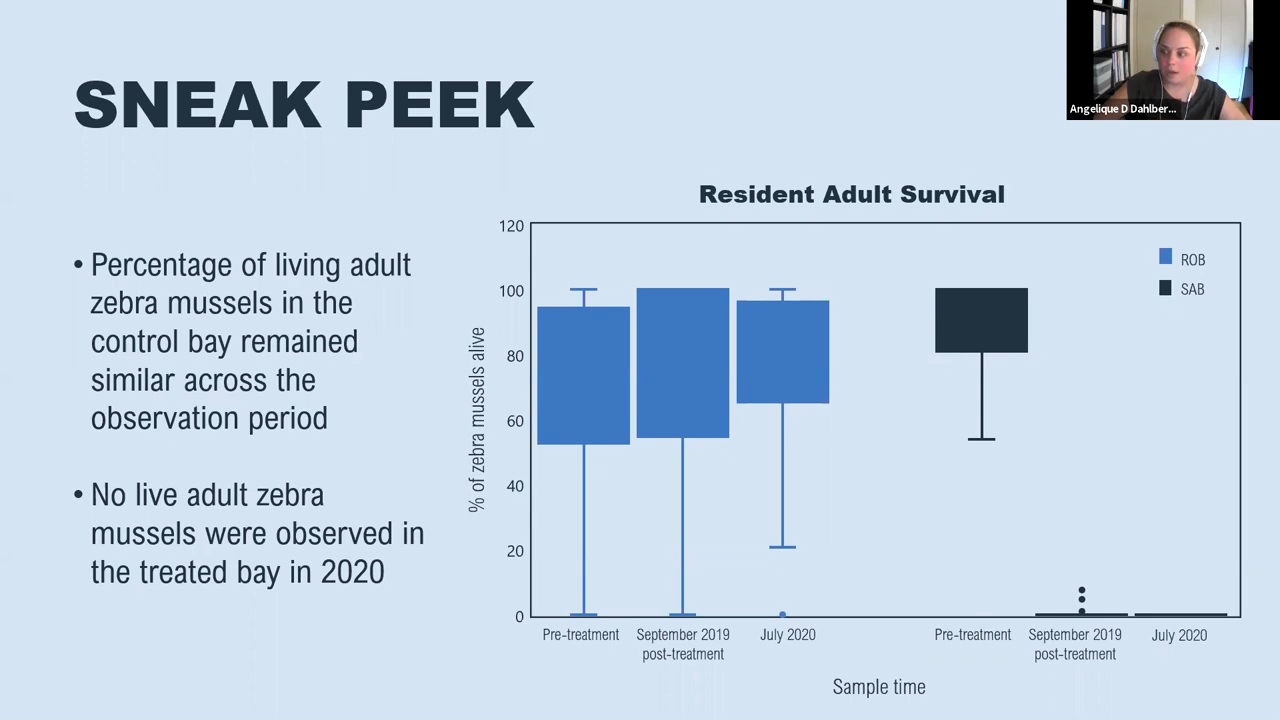 SNEAK PEEK
Angelique D Dahlber...
• Percentage of living adult
zebra mussels in the
control bay remained
similar across the
observation period
• No live adult zebra
mussels were observed in
the treated bay in 2020
Resident Adult Survival
% of zebra mussels alive
120
100
80
60
40
20
0
ROB
SAB
Pre-treatment
September 2019
post-treatment
July 2020
Pre-treatment
September 2019
post-treatment
July 2020
Sample time